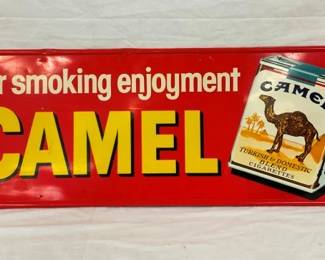 r smoking enjoyment
CAMEL
CAMEL
TURKISH & DOMESTIC
BLEND
CIGARETTES